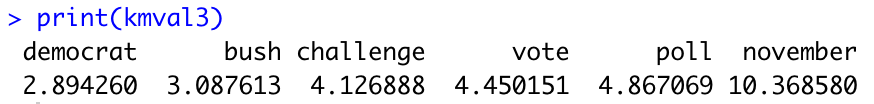 > print(kmval3)
democrat bush challenge vote poll november
2.894260 3.087613 4.126888 4.450151 4.867069 10.368580